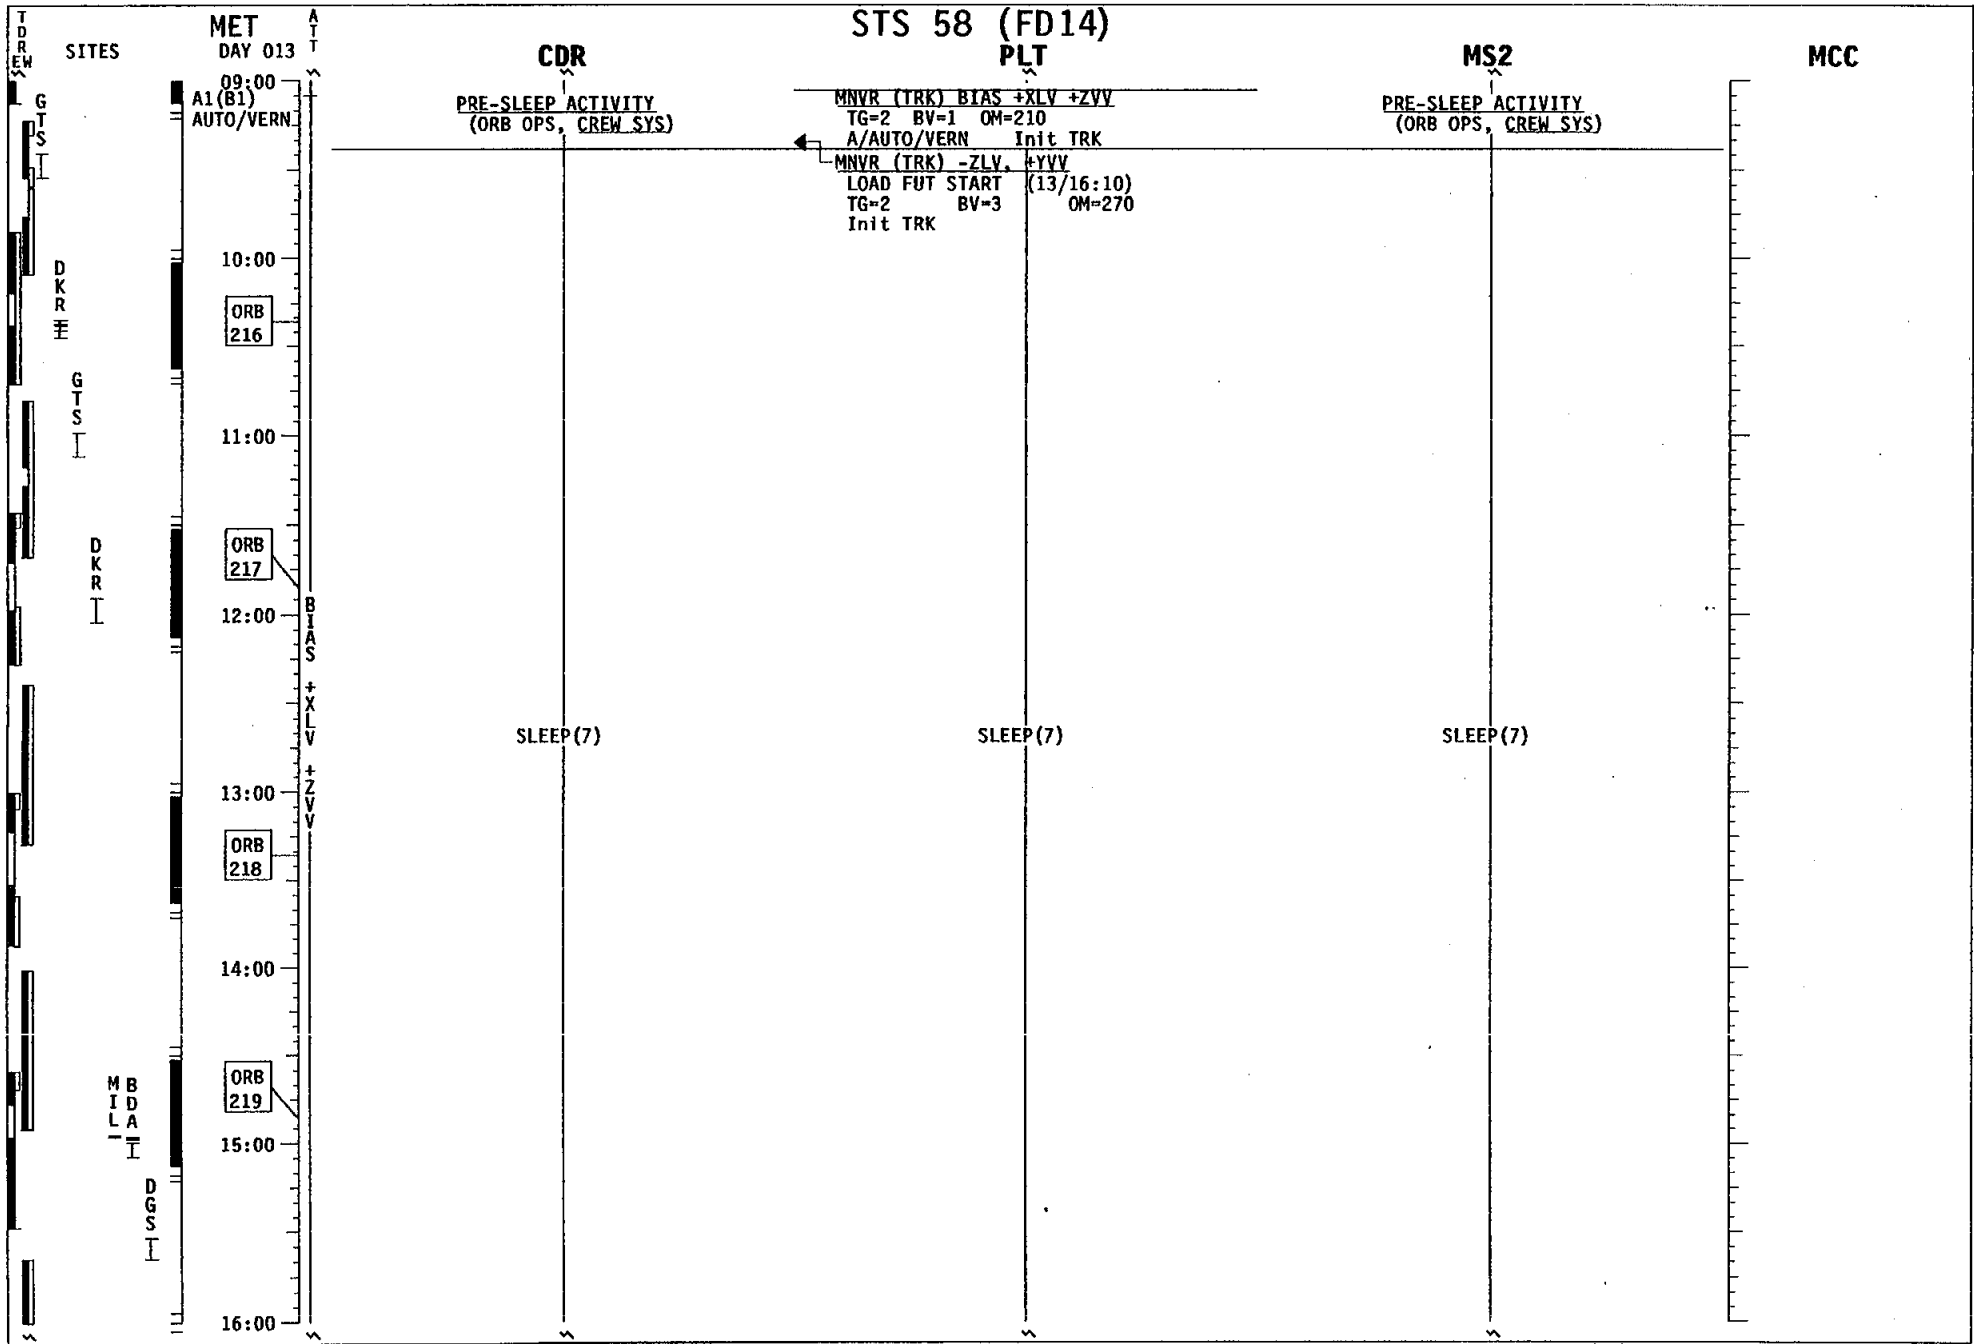 STS 58 (FD14)
TDRE W
SITES
MET
DAY 013
ATT
CDR
PLT
MS2
MCC
09:00
A1(B1)
AUTO/VERN
GTS
PRE-SLEEP ACTIVITY
(ORB OPS, CREW SYS)
MNVR (TRK) BIAS +XLV +ZVV
TG=2 BV=1 OM=210
A/AUTO/VERN Init TRK
MNVR (TRK) -ZLV, +YVV
LOAD FUT START (13/16:10)
TG=2 BV=3 OM=270
Init TRK
PRE-SLEEP ACTIVITY
(ORB OPS, CREW SYS)
10:00
DKR
ORB
216
GTS
11:00
ORB
217
DKR
12:00
BIAS +XLV +ZVV
SLEEP(7)
SLEEP(7)
SLEEP(7)
13:00
ORB
218
14:00
ORB
219
MIL
BDA
15:00
DGS
16:00